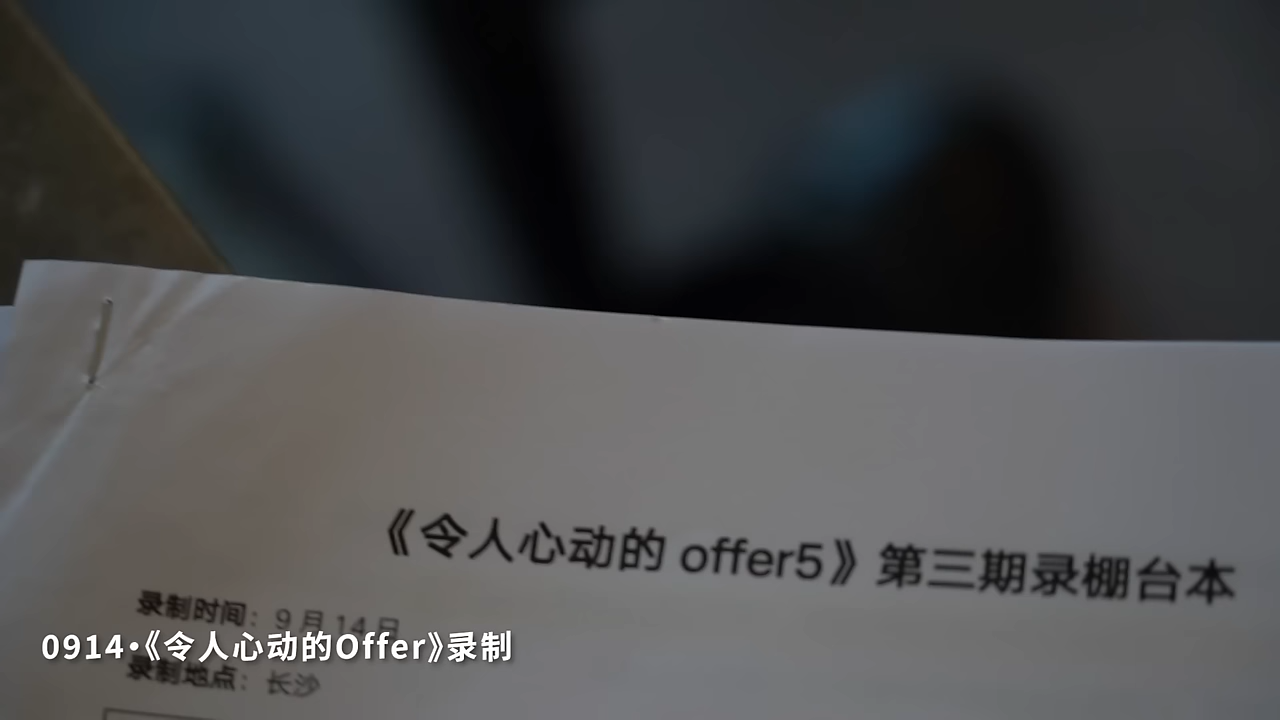 《令人心动的 offer5》第三期录棚台本
录制时间：9 月 14 日
0914·《令人心动的Offer》录制
录制地点：长沙